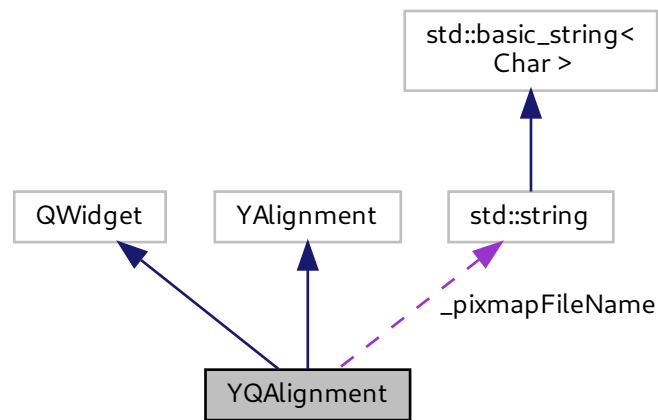 std::basic_string<
Char >
QWidget
YAlignment
std::string
_pixmapFileName
YQAlignment